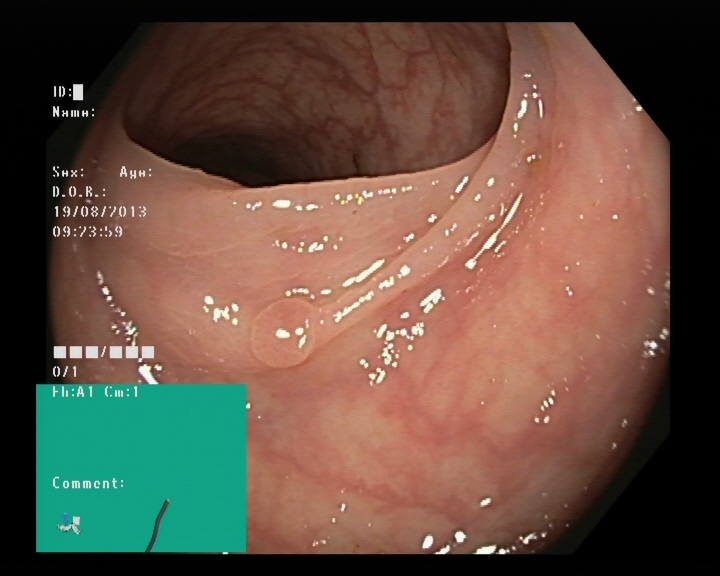 ID:
Name:
Sex: Age:
D.O.B.:
19/08/2013
09:23:59
0/1
Eh:A1 Cm:1
Comment: